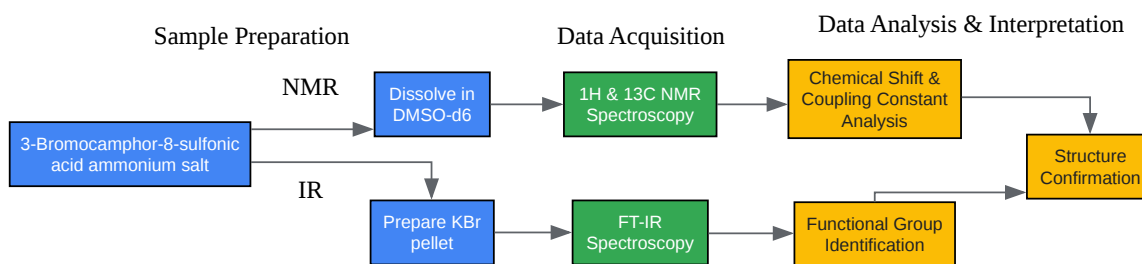 Sample Preparation
Data Acquisition
Data Analysis & Interpretation
NMR
Dissolve in
DMSO-d6
1H & 13C NMR
Spectroscopy
Chemical Shift &
Coupling Constant
Analysis
3-Bromocamphor-8-sulfonic
acid ammonium salt
Structure
Confirmation
IR
Prepare KBr
pellet
FT-IR
Spectroscopy
Functional Group
Identification